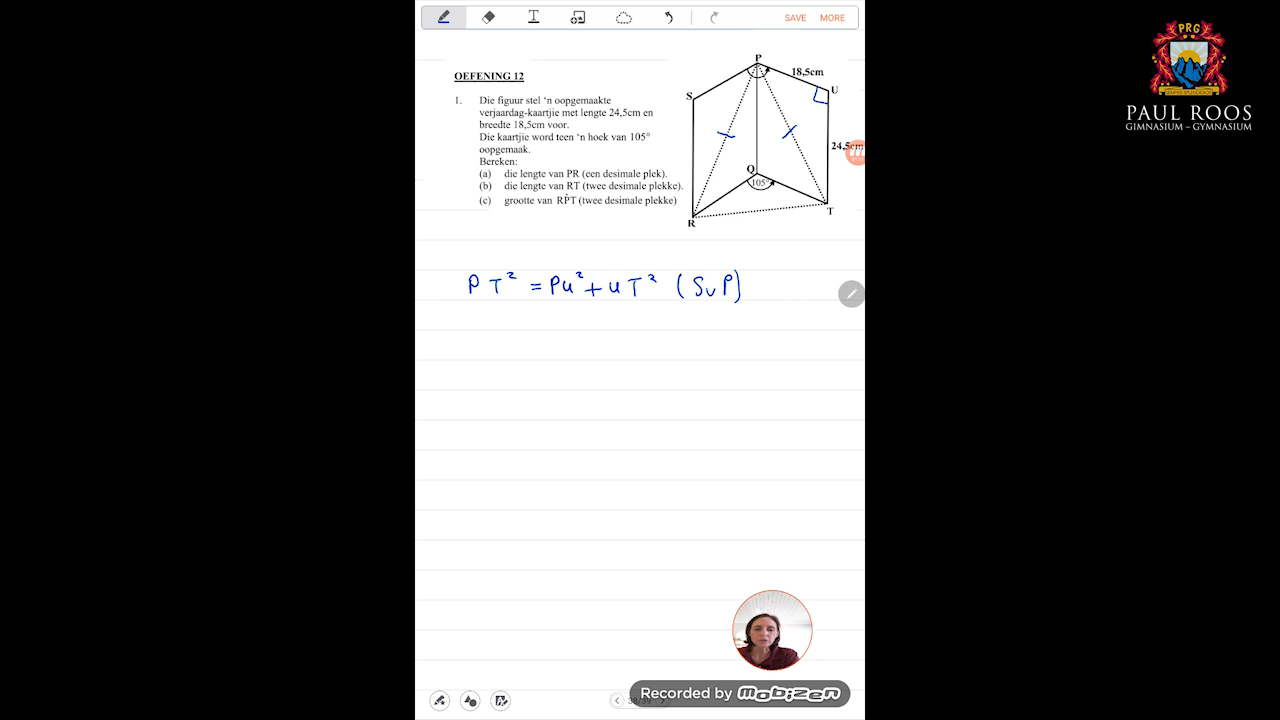 T
SAVE
MORE
PRG
SEMPER SPLENDIDIOR
PAUL ROOS
GIMNASIUM – GYMNASIUM
OEFENING 12
1. Die figuur stel ‘n oopgemaakte
verjaardag-kaartjie met lengte 24,5cm en
breedte 18,5cm voor.
Die kaartjie word teen ‘n hoek van 105°
oopgemaak.
Bereken:
(a) die lengte van PR (een desimale plek).
(b) die lengte van RT (twee desimale plekke).
(c) grootte van RP̂T (twee desimale plekke)
P
18,5cm
S
U
24,5cm
Q
105°
R
T
PT² = PU² + UT² (SvP)
Recorded by MOBIZEN